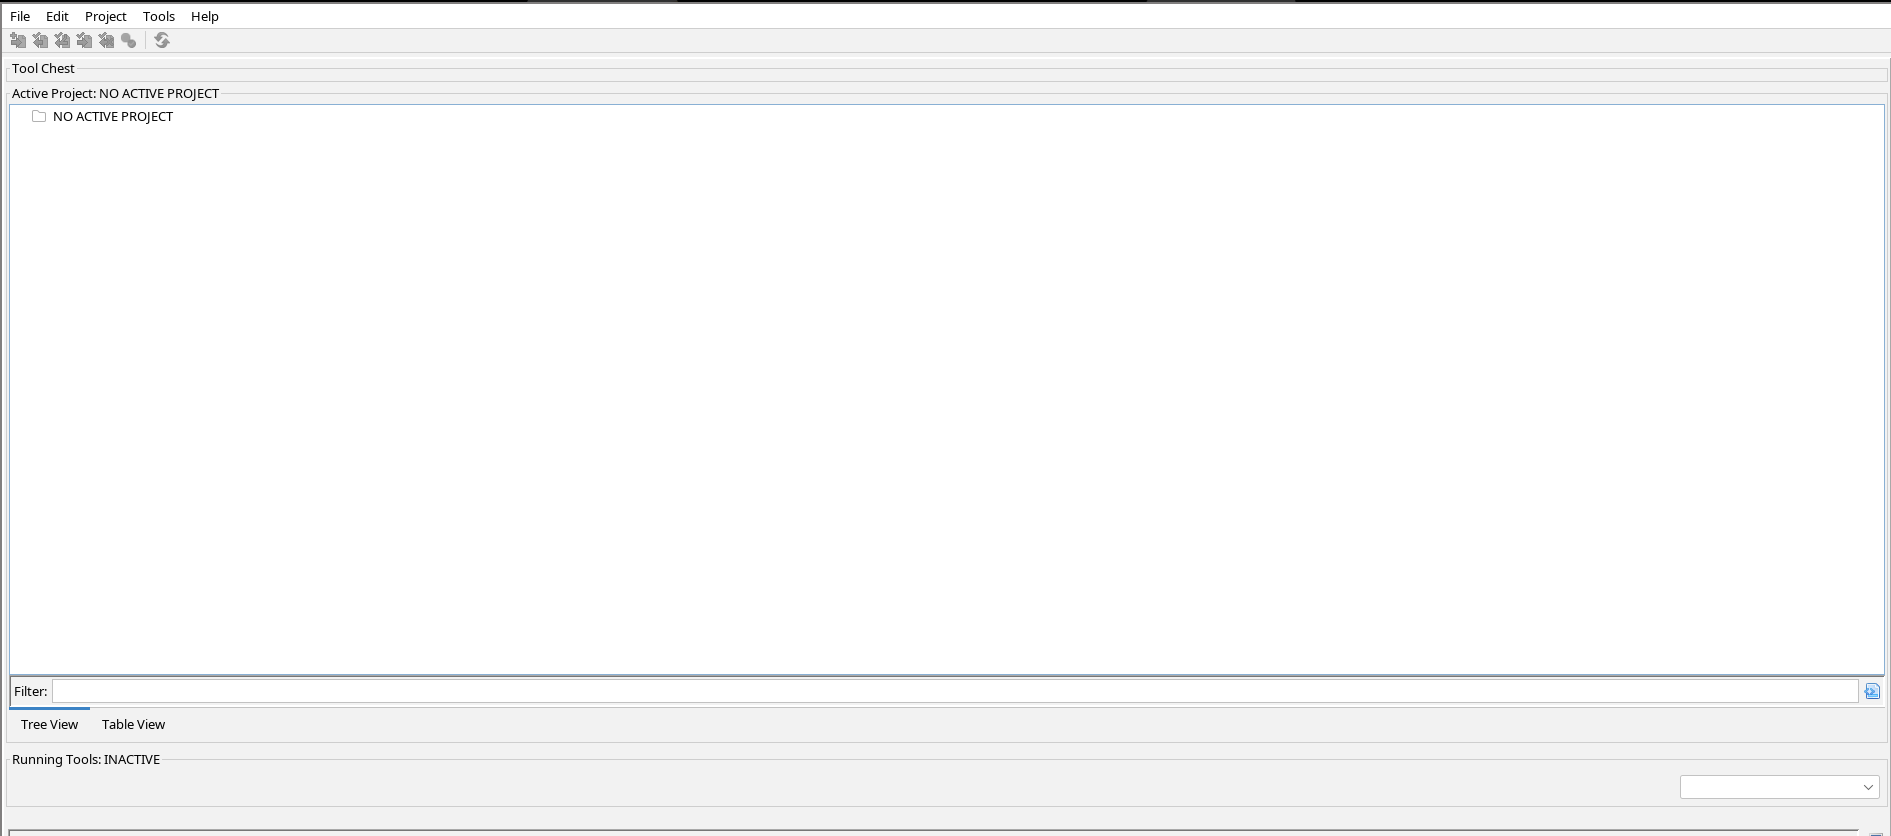 File Edit Project Tools Help
Tool Chest
Active Project: NO ACTIVE PROJECT
NO ACTIVE PROJECT
Filter:
Tree View Table View
Running Tools: INACTIVE